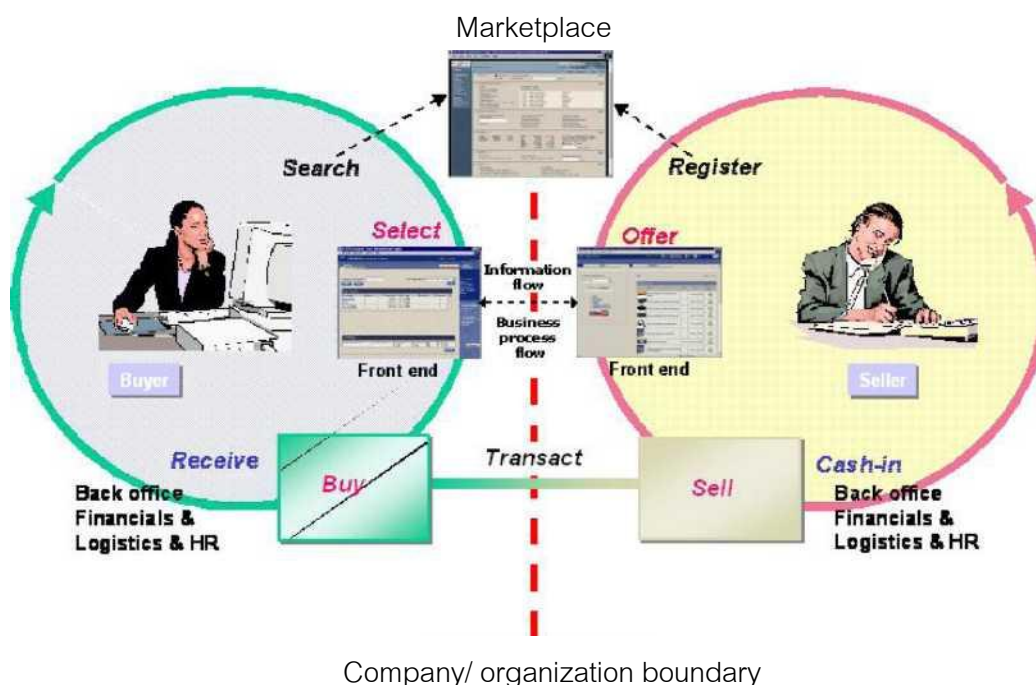 Marketplace
Search
Register
Select
Offer
Information
flow
Business
process
flow
Front end
Front end
Buyer
Seller
Receive
Buy
Transact
Sell
Cash-in
Back office
Financials &
Logistics & HR
Back office
Financials &
Logistics & HR
Company/ organization boundary